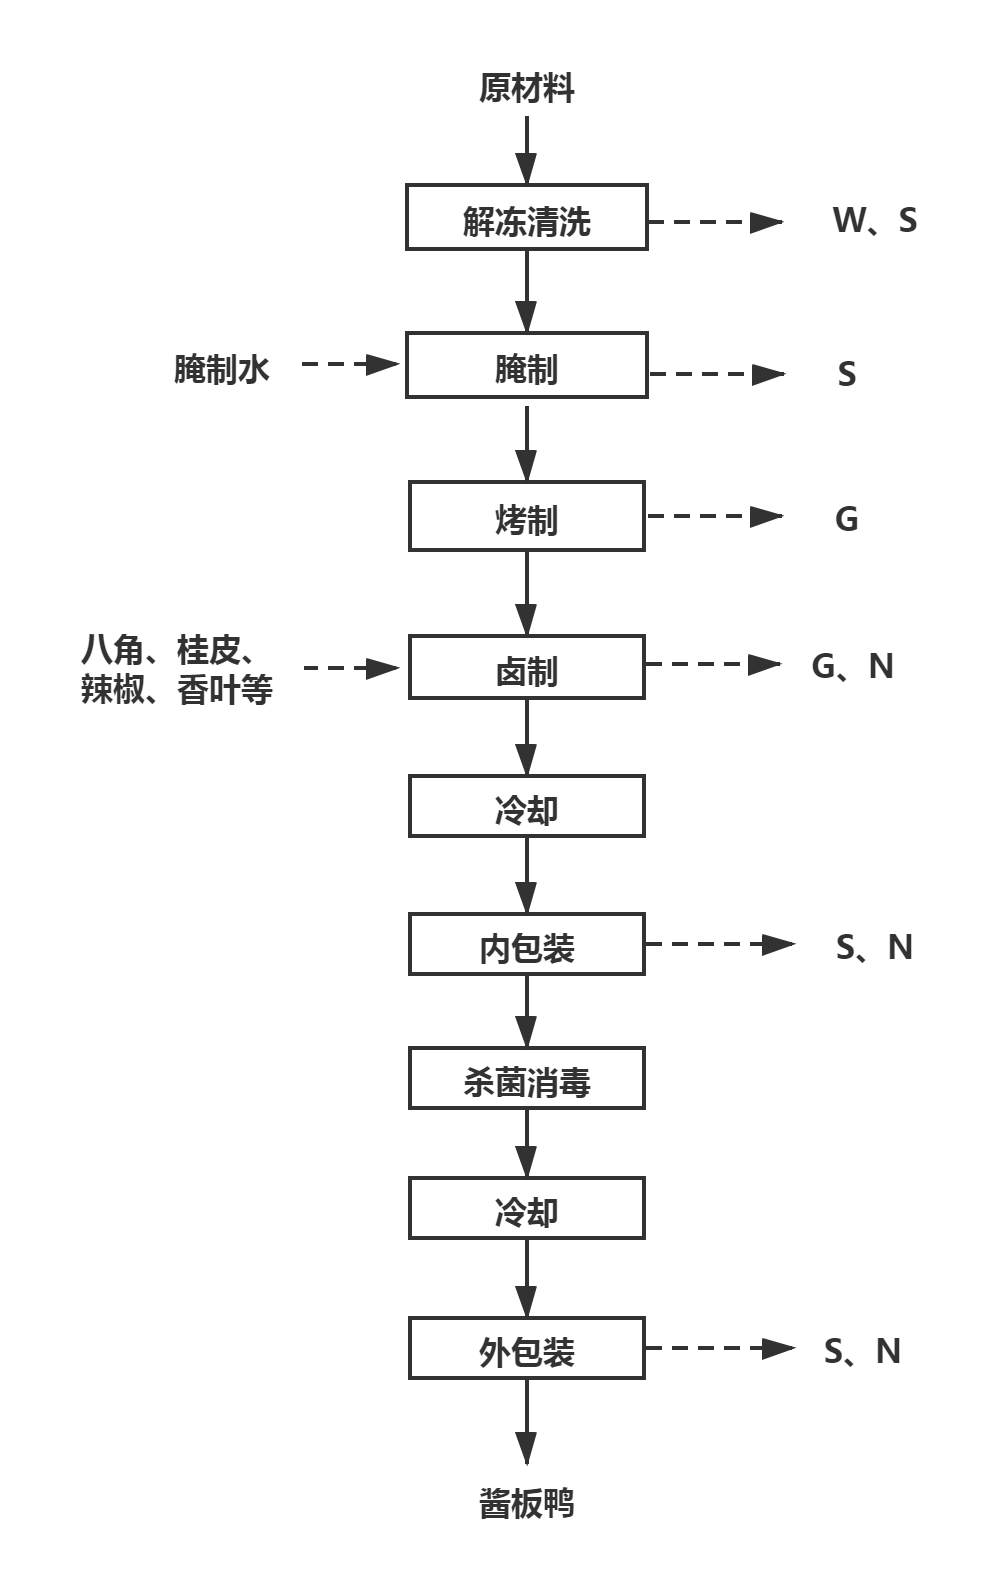 原材料
解冻清洗
W、S
腌制水
腌制
S
烤制
G
八角、桂皮、
辣椒、香叶等
卤制
G、N
冷却
内包装
S、N
杀菌消毒
冷却
外包装
S、N
酱板鸭